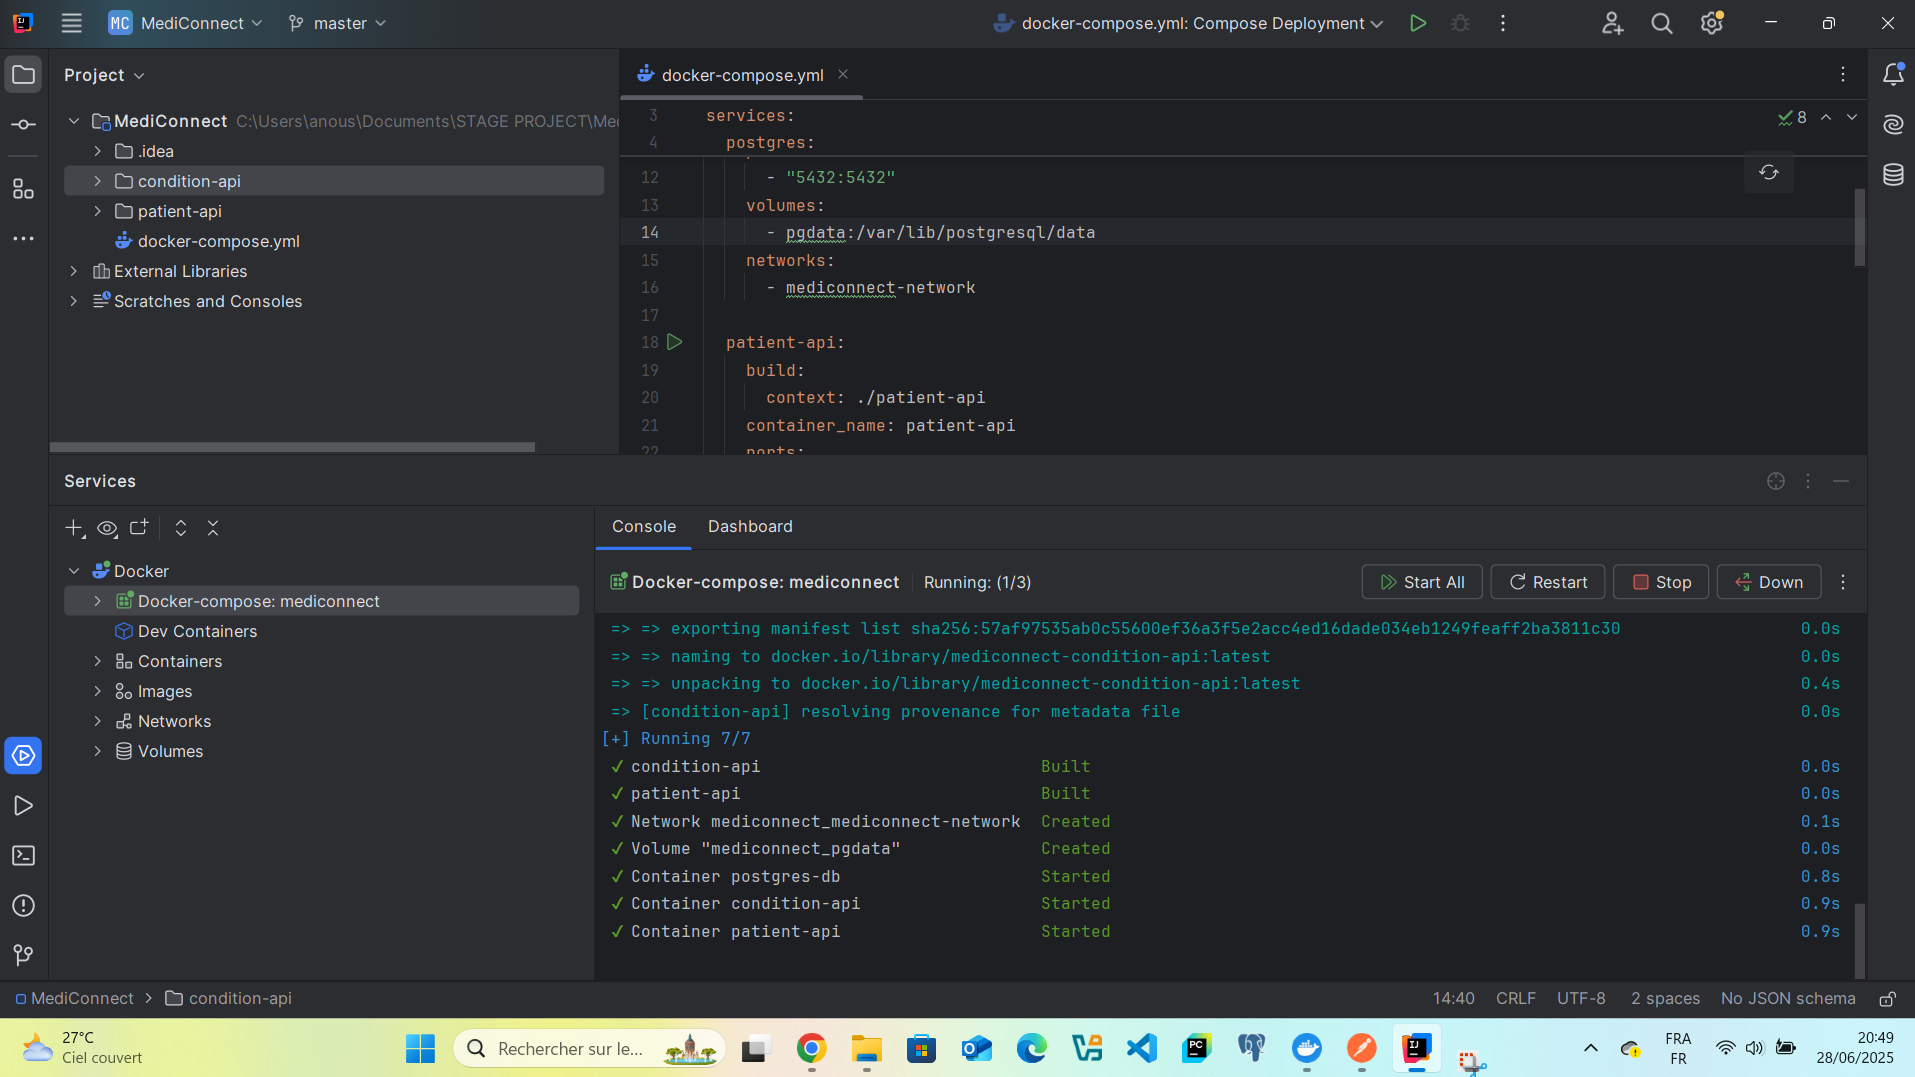 MC MediConnect master docker-compose.yml: Compose Deployment
Project
MediConnect C:\Users\anous\Documents\STAGE PROJECT\Me
.idea
condition-api
patient-api
docker-compose.yml
External Libraries
Scratches and Consoles
docker-compose.yml
8
3 services:
4 postgres:
12 - "5432:5432"
13 volumes:
14 - pgdata:/var/lib/postgresql/data
15 networks:
16 - mediconnect-network
17
18 patient-api:
19 build:
20 context: ./patient-api
21 container_name: patient-api
22 ports:
Services
Docker
Docker-compose: mediconnect
Dev Containers
Containers
Images
Networks
Volumes
Console Dashboard
Docker-compose: mediconnect Running: (1/3) Start All Restart Stop Down
=> => exporting manifest list sha256:57af97535ab0c55600ef36a3f5e2acc4ed16dade034eb1249feaff2ba3811c30 0.0s
=> => naming to docker.io/library/mediconnect-condition-api:latest 0.0s
=> => unpacking to docker.io/library/mediconnect-condition-api:latest 0.4s
=> [condition-api] resolving provenance for metadata file 0.0s
[+] Running 7/7
✓ condition-api Built 0.0s
✓ patient-api Built 0.0s
✓ Network mediconnect_mediconnect-network Created 0.1s
✓ Volume "mediconnect_pgdata" Created 0.0s
✓ Container postgres-db Started 0.8s
✓ Container condition-api Started 0.9s
✓ Container patient-api Started 0.9s
MediConnect > condition-api
14:40 CRLF UTF-8 2 spaces No JSON schema
27°C
Ciel couvert
Rechercher sur le...
FRA
FR
20:49
28/06/2025